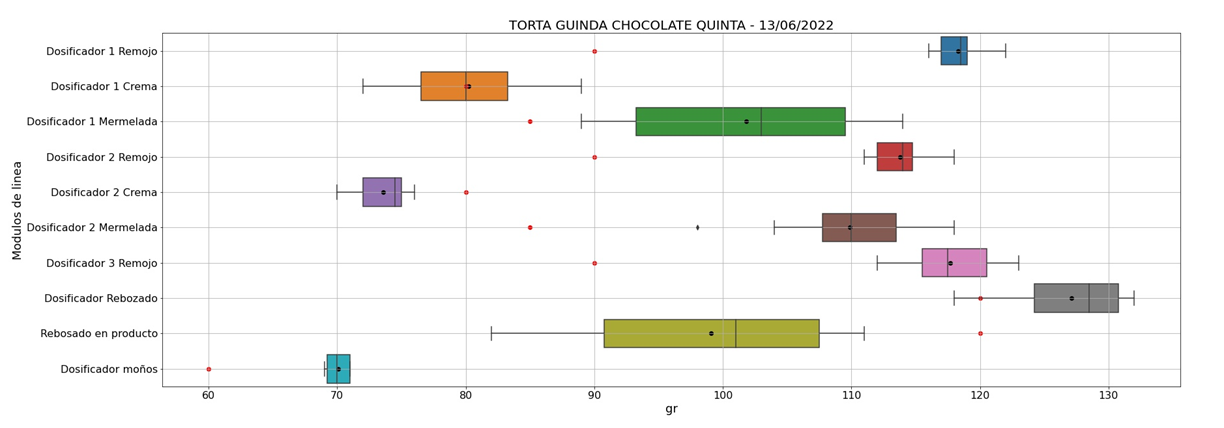 TORTA GUINDA CHOCOLATE QUINTA - 13/06/2022
Modulos de linea
Dosificador 1 Remojo
Dosificador 1 Crema
Dosificador 1 Mermelada
Dosificador 2 Remojo
Dosificador 2 Crema
Dosificador 2 Mermelada
Dosificador 3 Remojo
Dosificador Rebozado
Rebosado en producto
Dosificador moños
60 70 80 90 100 110 120 130
gr